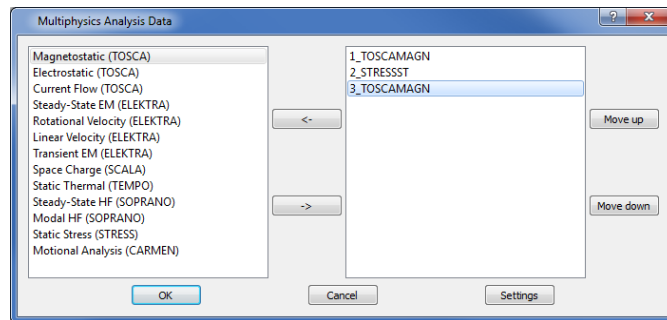 Multiphysics Analysis Data
?
X
Magnetostatic (TOSCA)
Electrostatic (TOSCA)
Current Flow (TOSCA)
Steady-State EM (ELEKTRA)
Rotational Velocity (ELEKTRA)
Linear Velocity (ELEKTRA)
Transient EM (ELEKTRA)
Space Charge (SCALA)
Static Thermal (TEMPO)
Steady-State HF (SOPRANO)
Modal HF (SOPRANO)
Static Stress (STRESS)
Motional Analysis (CARMEN)
<-
->
1_TOSCAMAGN
2_STRESSST
3_TOSCAMAGN
Move up
Move down
OK
Cancel
Settings